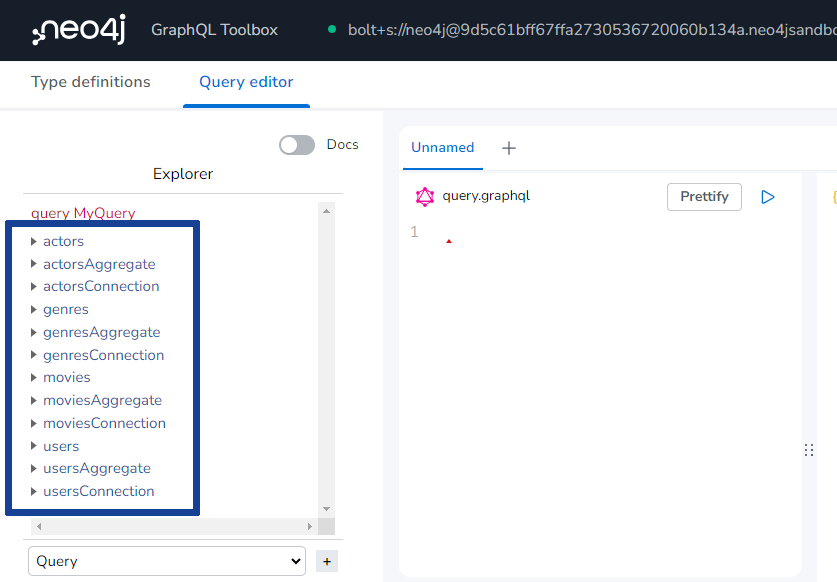 neo4j GraphQL Toolbox bolt+s://neo4j@9d5c61bff67ffa2730536720060b134a.neo4jsandbo
Type definitions Query editor
Docs
Explorer
query MyQuery
actors
actorsAggregate
actorsConnection
genres
genresAggregate
genresConnection
movies
moviesAggregate
moviesConnection
users
usersAggregate
usersConnection
Query +
Unnamed +
query.graphql Prettify
1